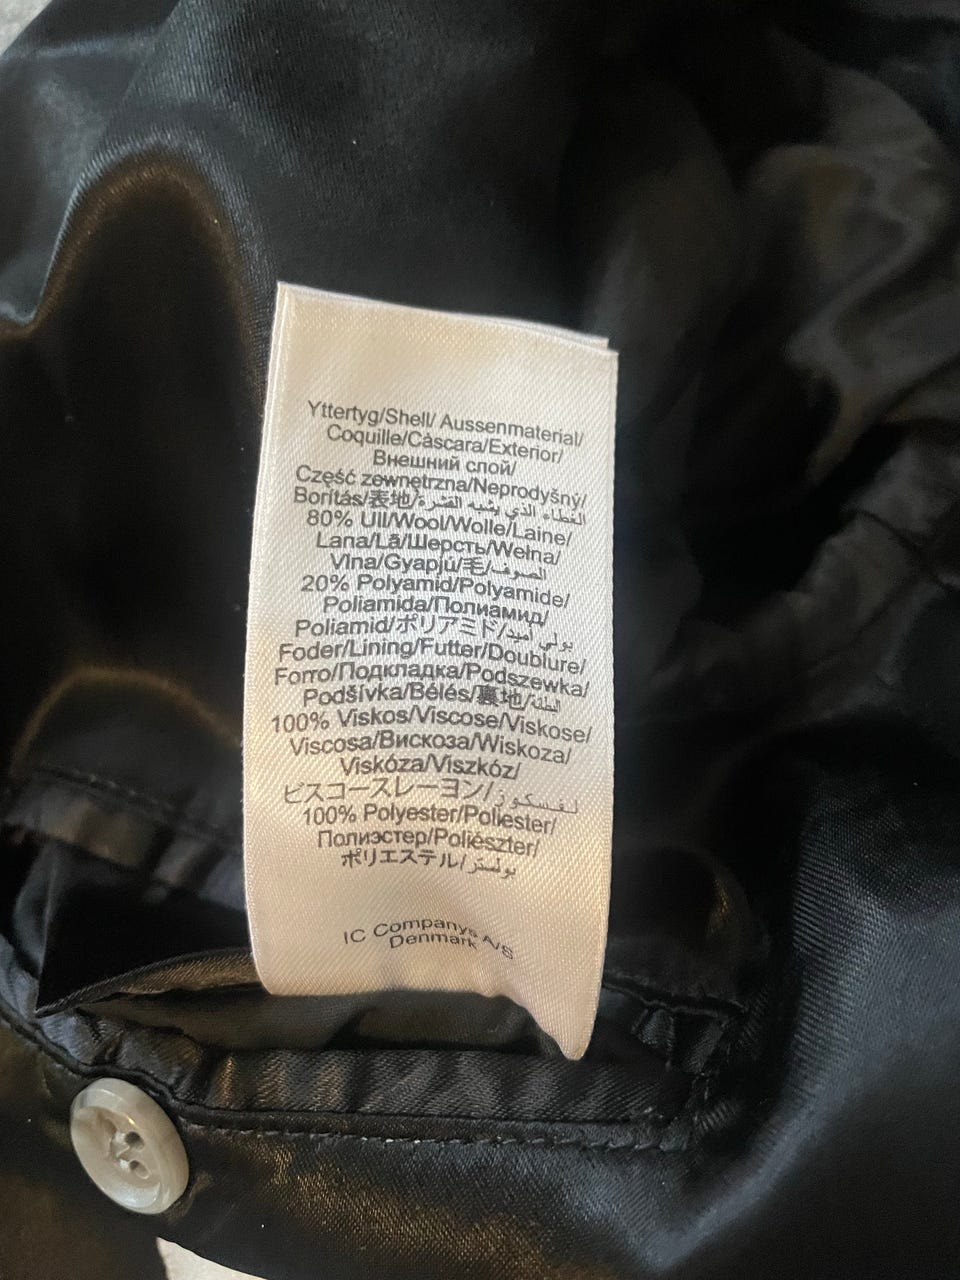 Yttertyg/Shell/ Aussenmaterial/
Coquille/Càscara/Exterior/
Внешний слой/
Część zewnętrzna/Neprodyšný/
Borítás/表地/الغطاء الذي يشبه القشرة/
80% Ull/Wool/Wolle/Laine/
Lana/Lã/Шерсть/Wełna/
Vlna/Gyapjú/毛/الصوف/
20% Polyamid/Polyamide/
Poliamida/Полиамид/
Poliamid/ポリアミド/بولي أميد/
Foder/Lining/Futter/Doublure/
Forro/Подкладка/Podszewka/
Podšívka/Bélés/裏地/البطانة/
100% Viskos/Viscose/Viskose/
Viscosa/Вискоза/Wiskoza/
Viskóza/Viszkóz/
ビスコースレーヨン/لفسكوز/
100% Polyester/Poliester/
Полиэстер/Poliészter/
ポリエステル/بولستر/
IC Companys A/S
Denmark